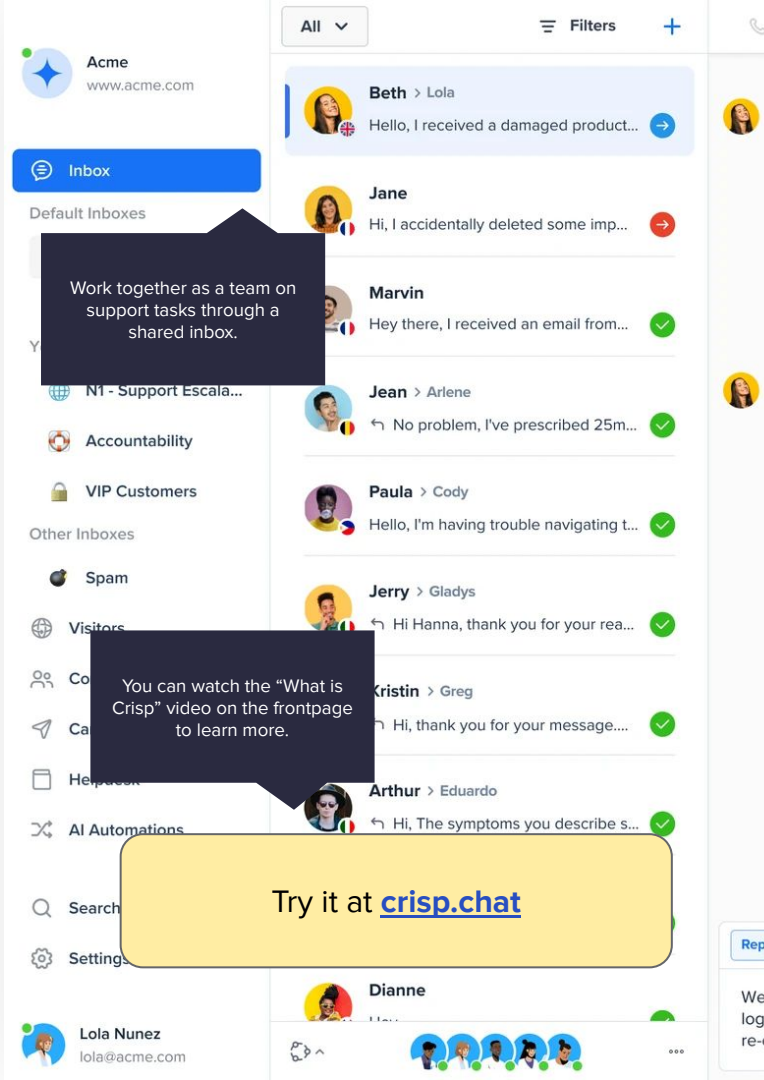 Acme
www.acme.com
Inbox
Default Inboxes
Work together as a team on
support tasks through a
shared inbox.
N1 - Support Escala...
Accountability
VIP Customers
Other Inboxes
Spam
Visitors
You can watch the “What is
Crisp” video on the frontpage
to learn more.
AI Automations
Search
Settings
Lola Nunez
lola@acme.com
All
Filters
Beth > Lola
Hello, I received a damaged product...
Jane
Hi, I accidentally deleted some imp...
Marvin
Hey there, I received an email from...
Jean > Arlene
No problem, I've prescribed 25m...
Paula > Cody
Hello, I'm having trouble navigating t...
Jerry > Gladys
Hi Hanna, thank you for your rea...
Kristin > Greg
Hi, thank you for your message....
Arthur > Eduardo
Hi, The symptoms you describe s...
Try it at crisp.chat
Dianne
Rep
We
log